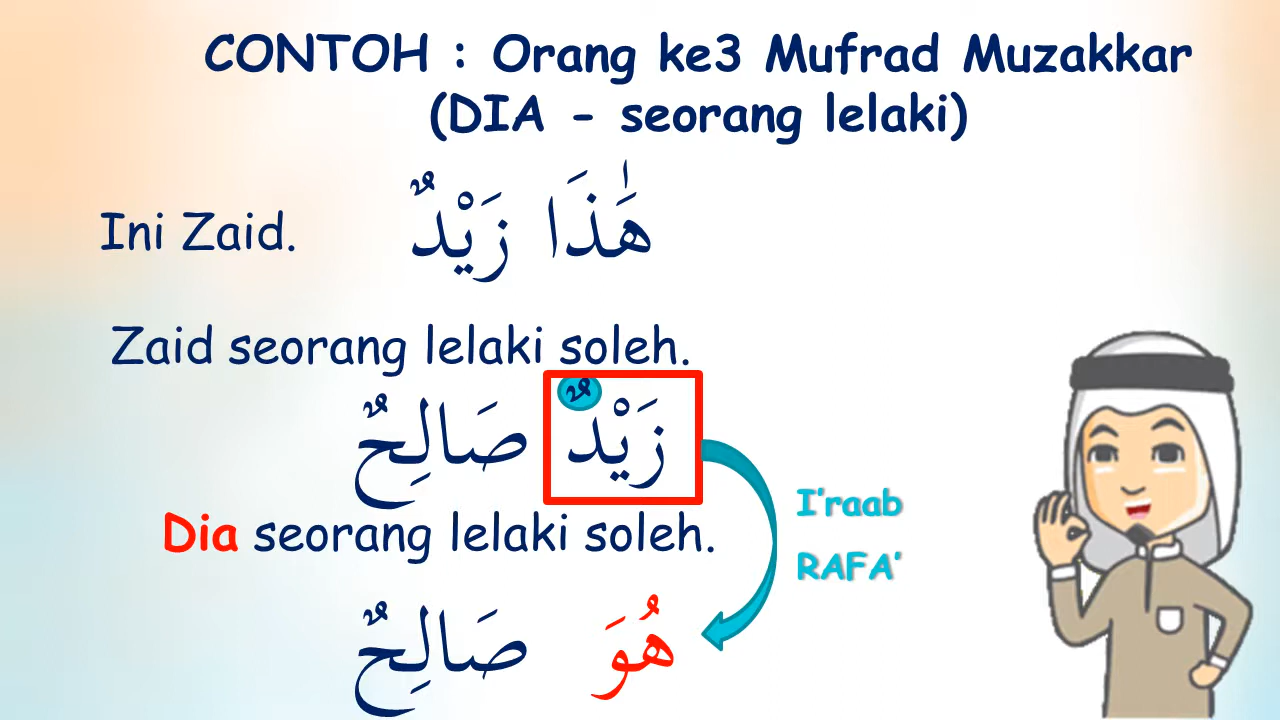 CONTOH : Orang ke3 Mufrad Muzakkar
(DIA - seorang lelaki)
Ini Zaid. هَٰذَا زَيْدٌ
Zaid seorang lelaki soleh.
زَيْدٌ صَالِحٌ
Dia seorang lelaki soleh.
هُوَ صَالِحٌ
I’raab
RAFA’